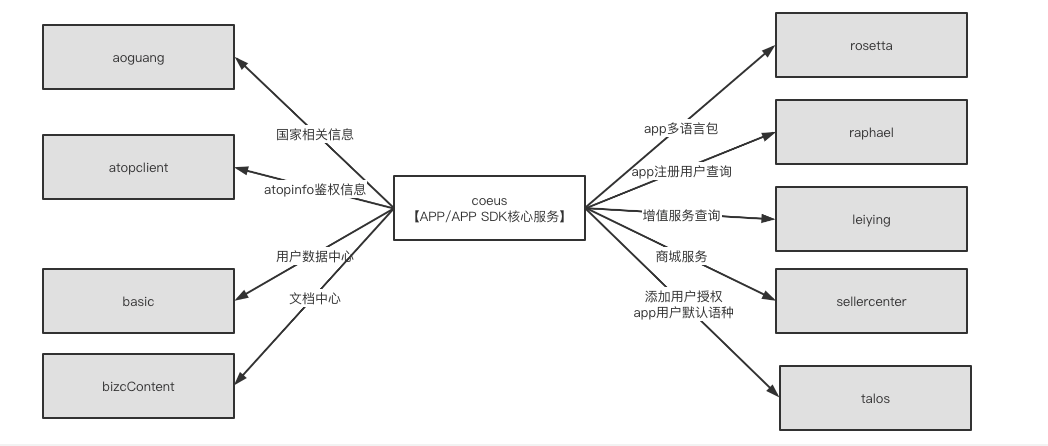 aoguang
atopclient
basic
bizcContent
国家相关信息
atopinfo鉴权信息
用户数据中心
文档中心
coeus
【APP/APP SDK核心服务】
app多语言包
app注册用户查询
增值服务查询
商城服务
添加用户授权
app用户默认语种
rosetta
raphael
leiying
sellercenter
talos